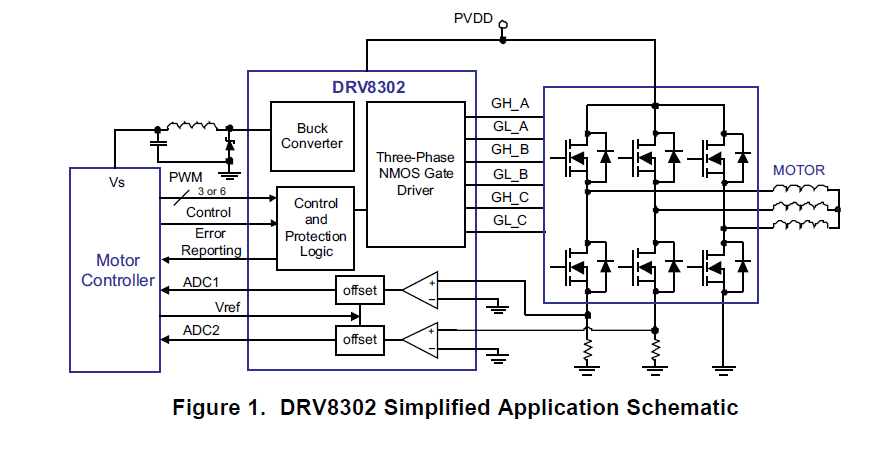 PVDD
DRV8302
GH_A
Buck
Converter
GL_A
Three-Phase
NMOS Gate
Driver
GH_B
GL_B
GH_C
GL_C
MOTOR
Vs
PWM
3 or 6
Control
Error
Reporting
Control
and
Protection
Logic
Motor
Controller
ADC1
offset
+
−
Vref
ADC2
offset
+
−
Figure 1. DRV8302 Simplified Application Schematic